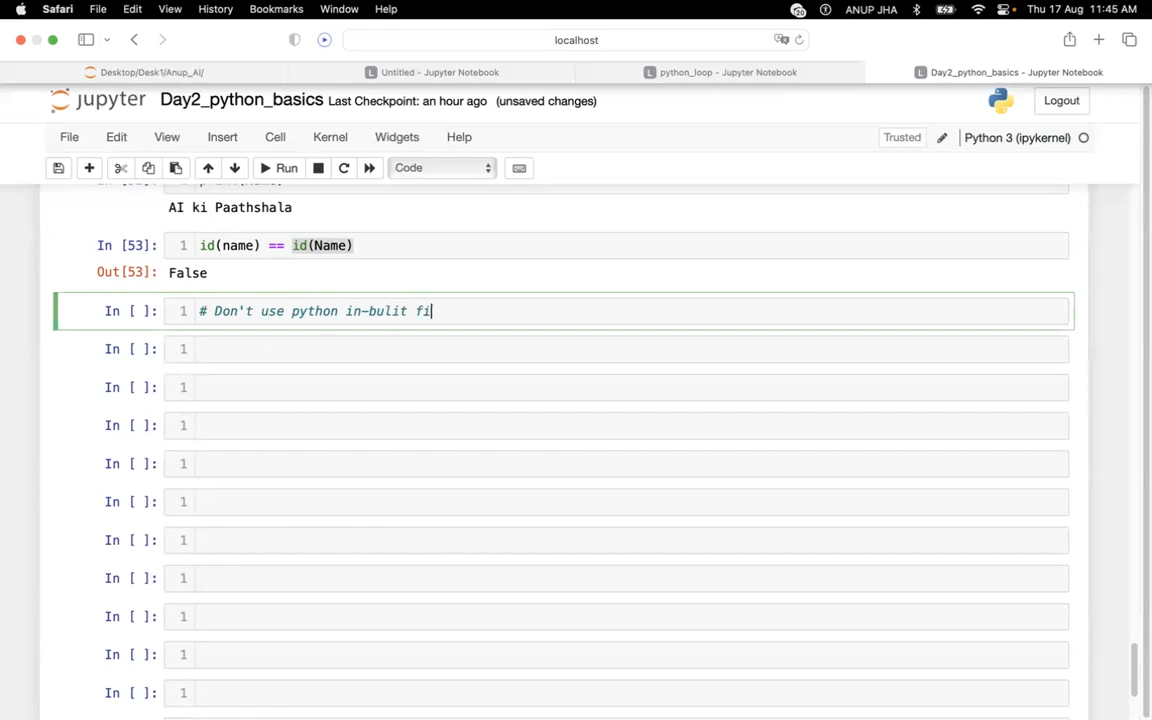 Safari File Edit View History Bookmarks Window Help 20 ANUP JHA Thu 17 Aug 11:45 AM
localhost
Desktop/Desk1/Anup_AI/ L Untitled - Jupyter Notebook L python_loop - Jupyter Notebook L Day2_python_basics - Jupyter Notebook
jupyter Day2_python_basics Last Checkpoint: an hour ago (unsaved changes) Logout
File Edit View Insert Cell Kernel Widgets Help Trusted Python 3 (ipykernel)
Run Code
AI ki Paathshala
In [53]: 1 id(name) == id(Name)
Out[53]: False
In [ ]: 1 # Don't use python in-bulit fi
In [ ]: 1
In [ ]: 1
In [ ]: 1
In [ ]: 1
In [ ]: 1
In [ ]: 1
In [ ]: 1
In [ ]: 1
In [ ]: 1
In [ ]: 1